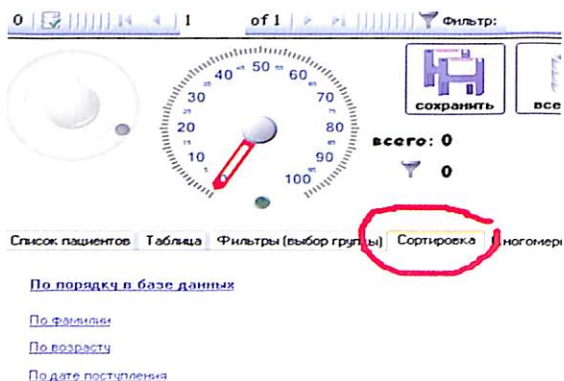 0 1 of 1 Фильтр:
40 50 60
30 70
20 80
10 90
0 100
сохранить все
всего: 0
0
Список пациентов Таблица Фильтры (выбор группы) Сортировка
По порядку в базе данных
По фамилии
По возрасту
По дате поступления